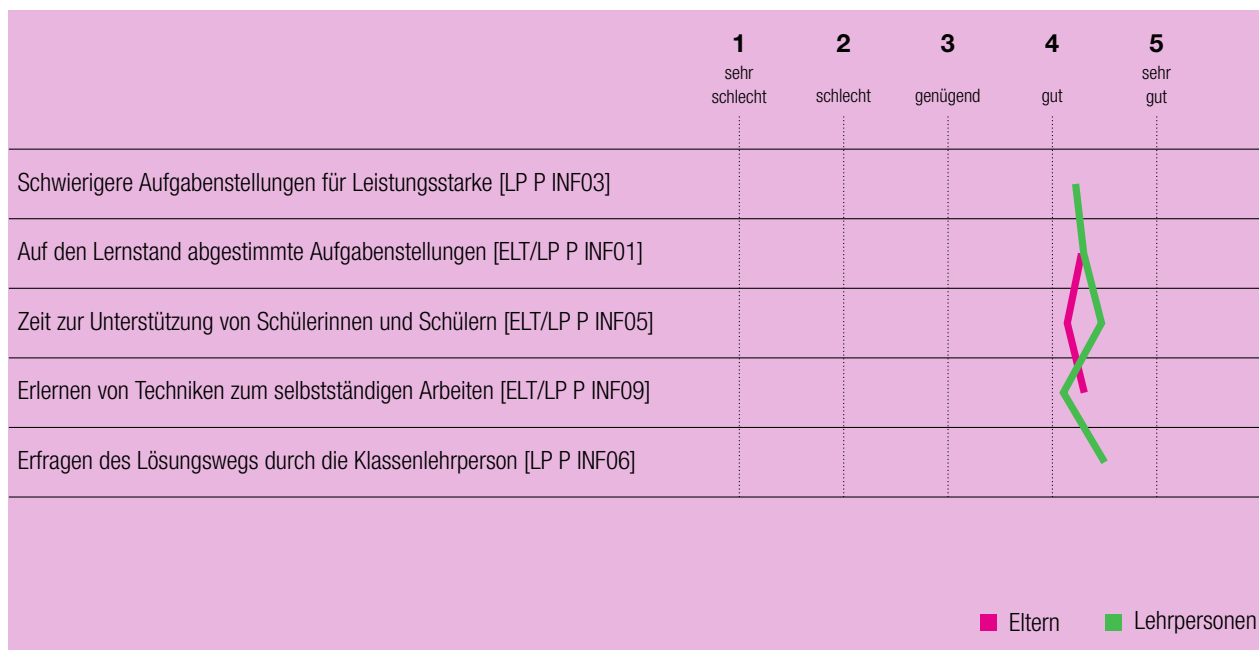 1 2 3 4 5
sehr schlecht schlecht genügend gut sehr gut
Schwierigere Aufgabenstellungen für Leistungsstarke [LP P INF03]
Auf den Lernstand abgestimmte Aufgabenstellungen [ELT/LP P INF01]
Zeit zur Unterstützung von Schülerinnen und Schülern [ELT/LP P INF05]
Erlernen von Techniken zum selbstständigen Arbeiten [ELT/LP P INF09]
Erfragen des Lösungswegs durch die Klassenlehrperson [LP P INF06]
Eltern Lehrpersonen